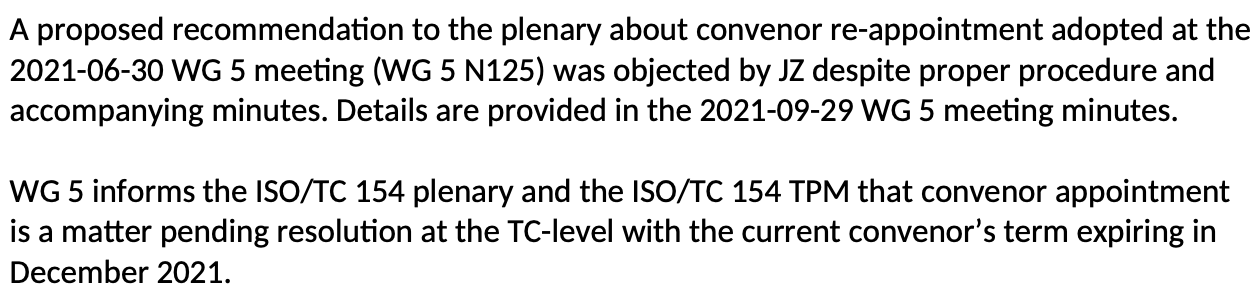 A proposed recommendation to the plenary about convenor re-appointment adopted at the
2021-06-30 WG 5 meeting (WG 5 N125) was objected by JZ despite proper procedure and
accompanying minutes. Details are provided in the 2021-09-29 WG 5 meeting minutes.
WG 5 informs the ISO/TC 154 plenary and the ISO/TC 154 TPM that convenor appointment
is a matter pending resolution at the TC-level with the current convenor’s term expiring in
December 2021.